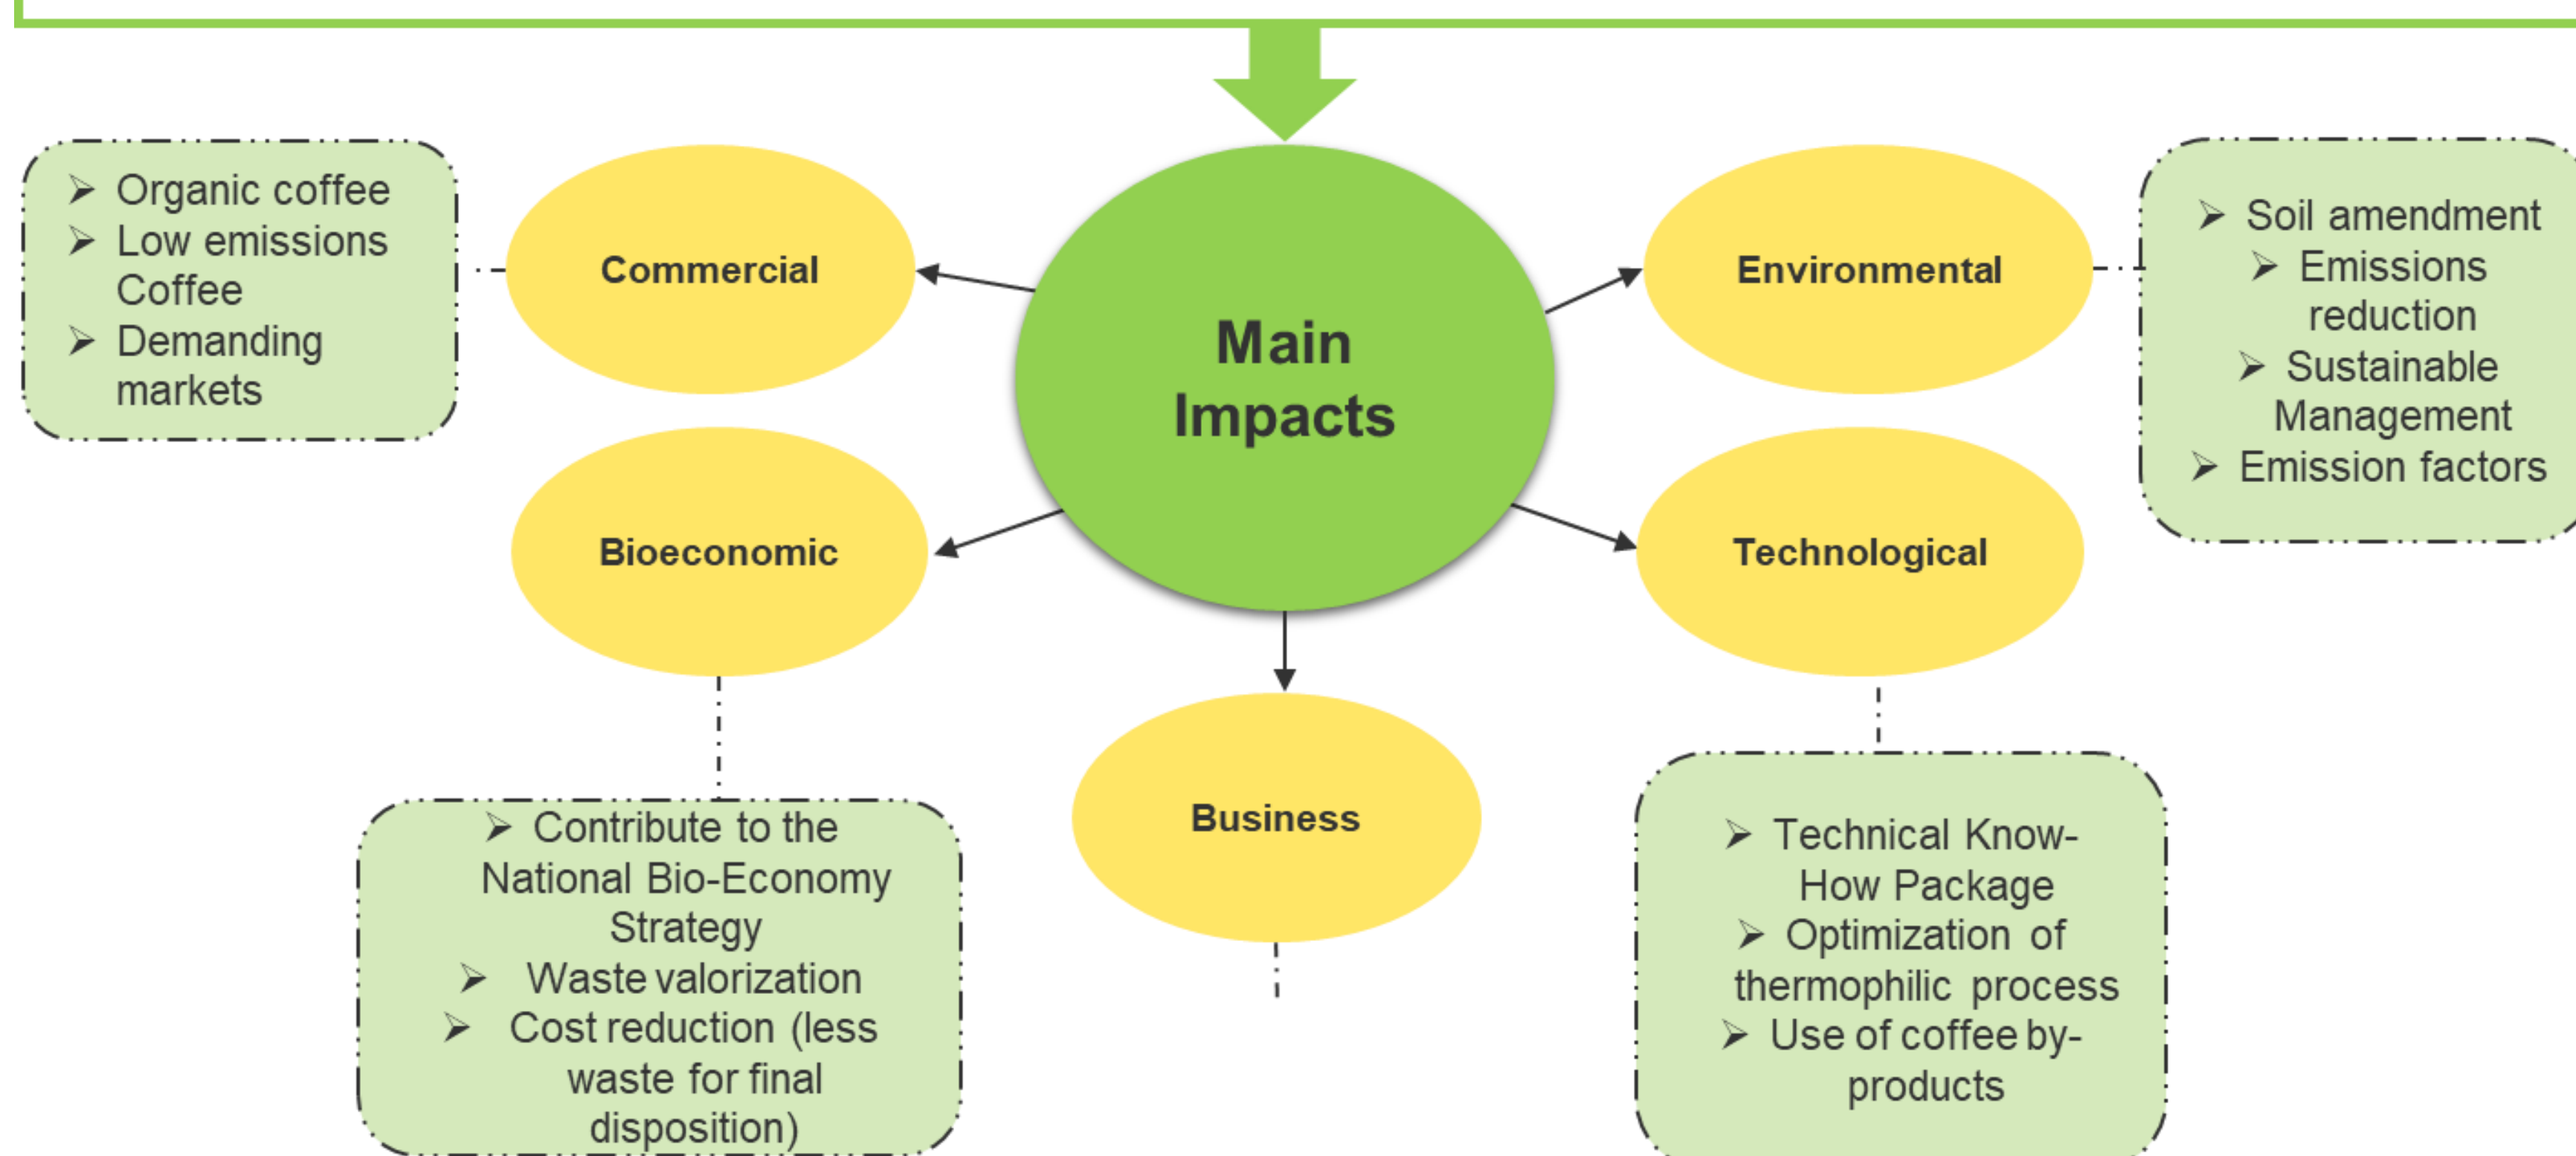 ➢ Organic coffee
➢ Low emissions
Coffee
➢ Demanding
markets
Commercial
Main
Impacts
Environmental
➢ Soil amendment
➢ Emissions
reduction
➢ Sustainable
Management
➢ Emission factors
Bioeconomic
Technological
Business
➢ Contribute to the
National Bio-Economy
Strategy
➢ Waste valorization
➢ Cost reduction (less
waste for final
disposition)
➢ Technical Know-
How Package
➢ Optimization of
thermophilic process
➢ Use of coffee by-
products